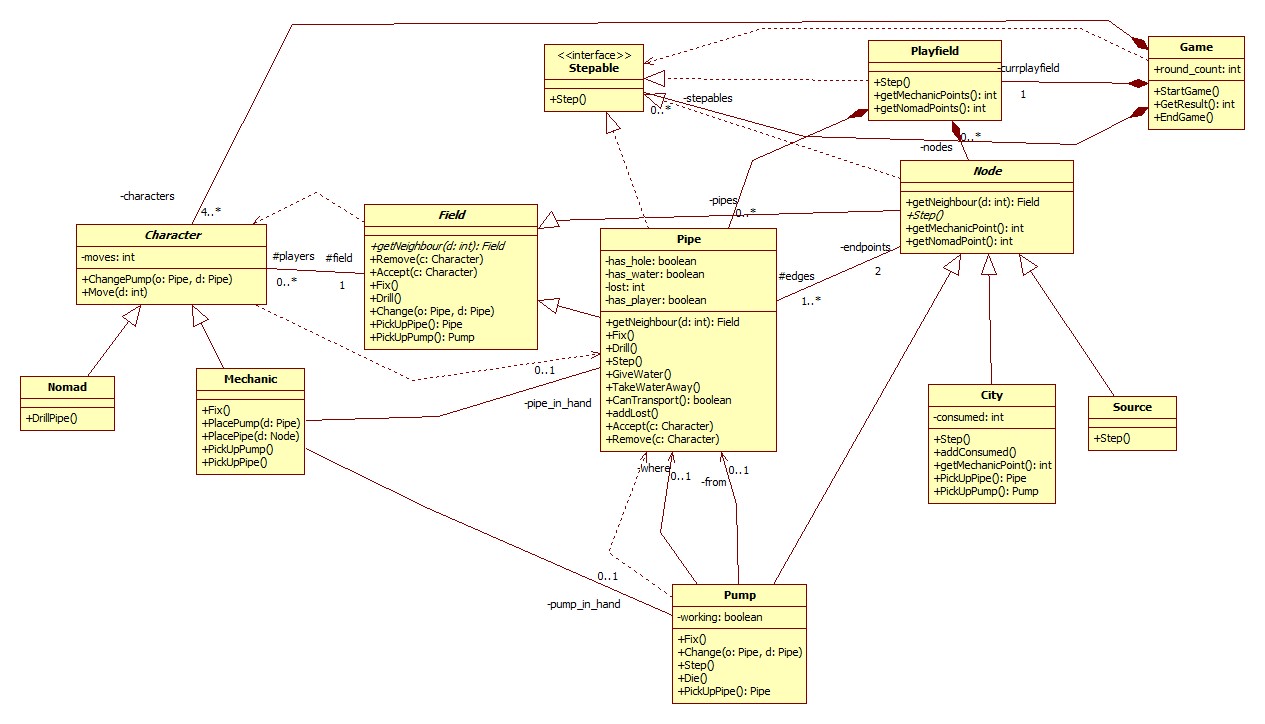 <<interface>>
Stepable
+Step()
Playfield
+Step()
+getMechanicPoints(): int
+getNomadPoints(): int
Game
+round_count: int
+StartGame()
+GetResult(): int
+EndGame()
-currplayfield
1
-stepables
0..*
0..*
-nodes
Node
+getNeighbour(d: int): Field
+Step()
+getMechanicPoint(): int
+getNomadPoint(): int
-characters
4..*
Character
-moves: int
+ChangePump(o: Pipe, d: Pipe)
+Move(d: int)
#players
0..*
#field
1
Field
+getNeighbour(d: int): Field
+Remove(c: Character)
+Accept(c: Character)
+Fix()
+Drill()
+Change(o: Pipe, d: Pipe)
+PickUpPipe(): Pipe
+PickUpPump(): Pump
-pipes
0..*
Pipe
-has_hole: boolean
-has_water: boolean
-lost: int
-has_player: boolean
+getNeighbour(d: int): Field
+Fix()
+Drill()
+Step()
+GiveWater()
+TakeWaterAway()
+CanTransport(): boolean
+addLost()
+Accept(c: Character)
+Remove(c: Character)
-endpoints
2
#edges
1..*
Nomad
+DrillPipe()
Mechanic
+Fix()
+PlacePump(d: Pipe)
+PlacePipe(d: Node)
+PickUpPump()
+PickUpPipe()
0..1
-pipe_in_hand
City
-consumed: int
+Step()
+addConsumed()
+getMechanicPoint(): int
+PickUpPipe(): Pipe
+PickUpPump(): Pump
Source
+Step()
-where
0..1
-from
0..1
0..1
-pump_in_hand
Pump
-working: boolean
+Fix()
+Change(o: Pipe, d: Pipe)
+Step()
+Die()
+PickUpPipe(): Pipe